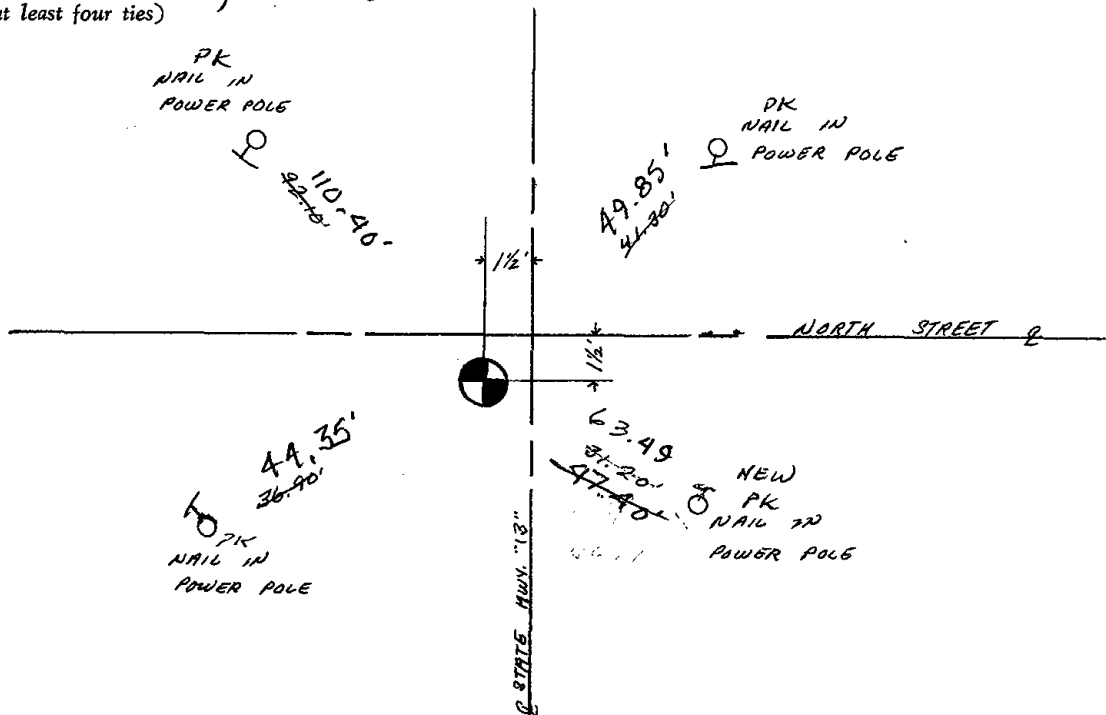 at least four ties)
PK
NAIL IN
POWER POLE
110.40'
92.10'
PK
NAIL IN
POWER POLE
49.85'
41.30'
1½'
NORTH STREET ℄
1½'
44.35'
36.90'
PK
NAIL IN
POWER POLE
63.49
31.20'
47.40'
NEW
PK
NAIL IN
POWER POLE
℄ STATE HWY. "13"